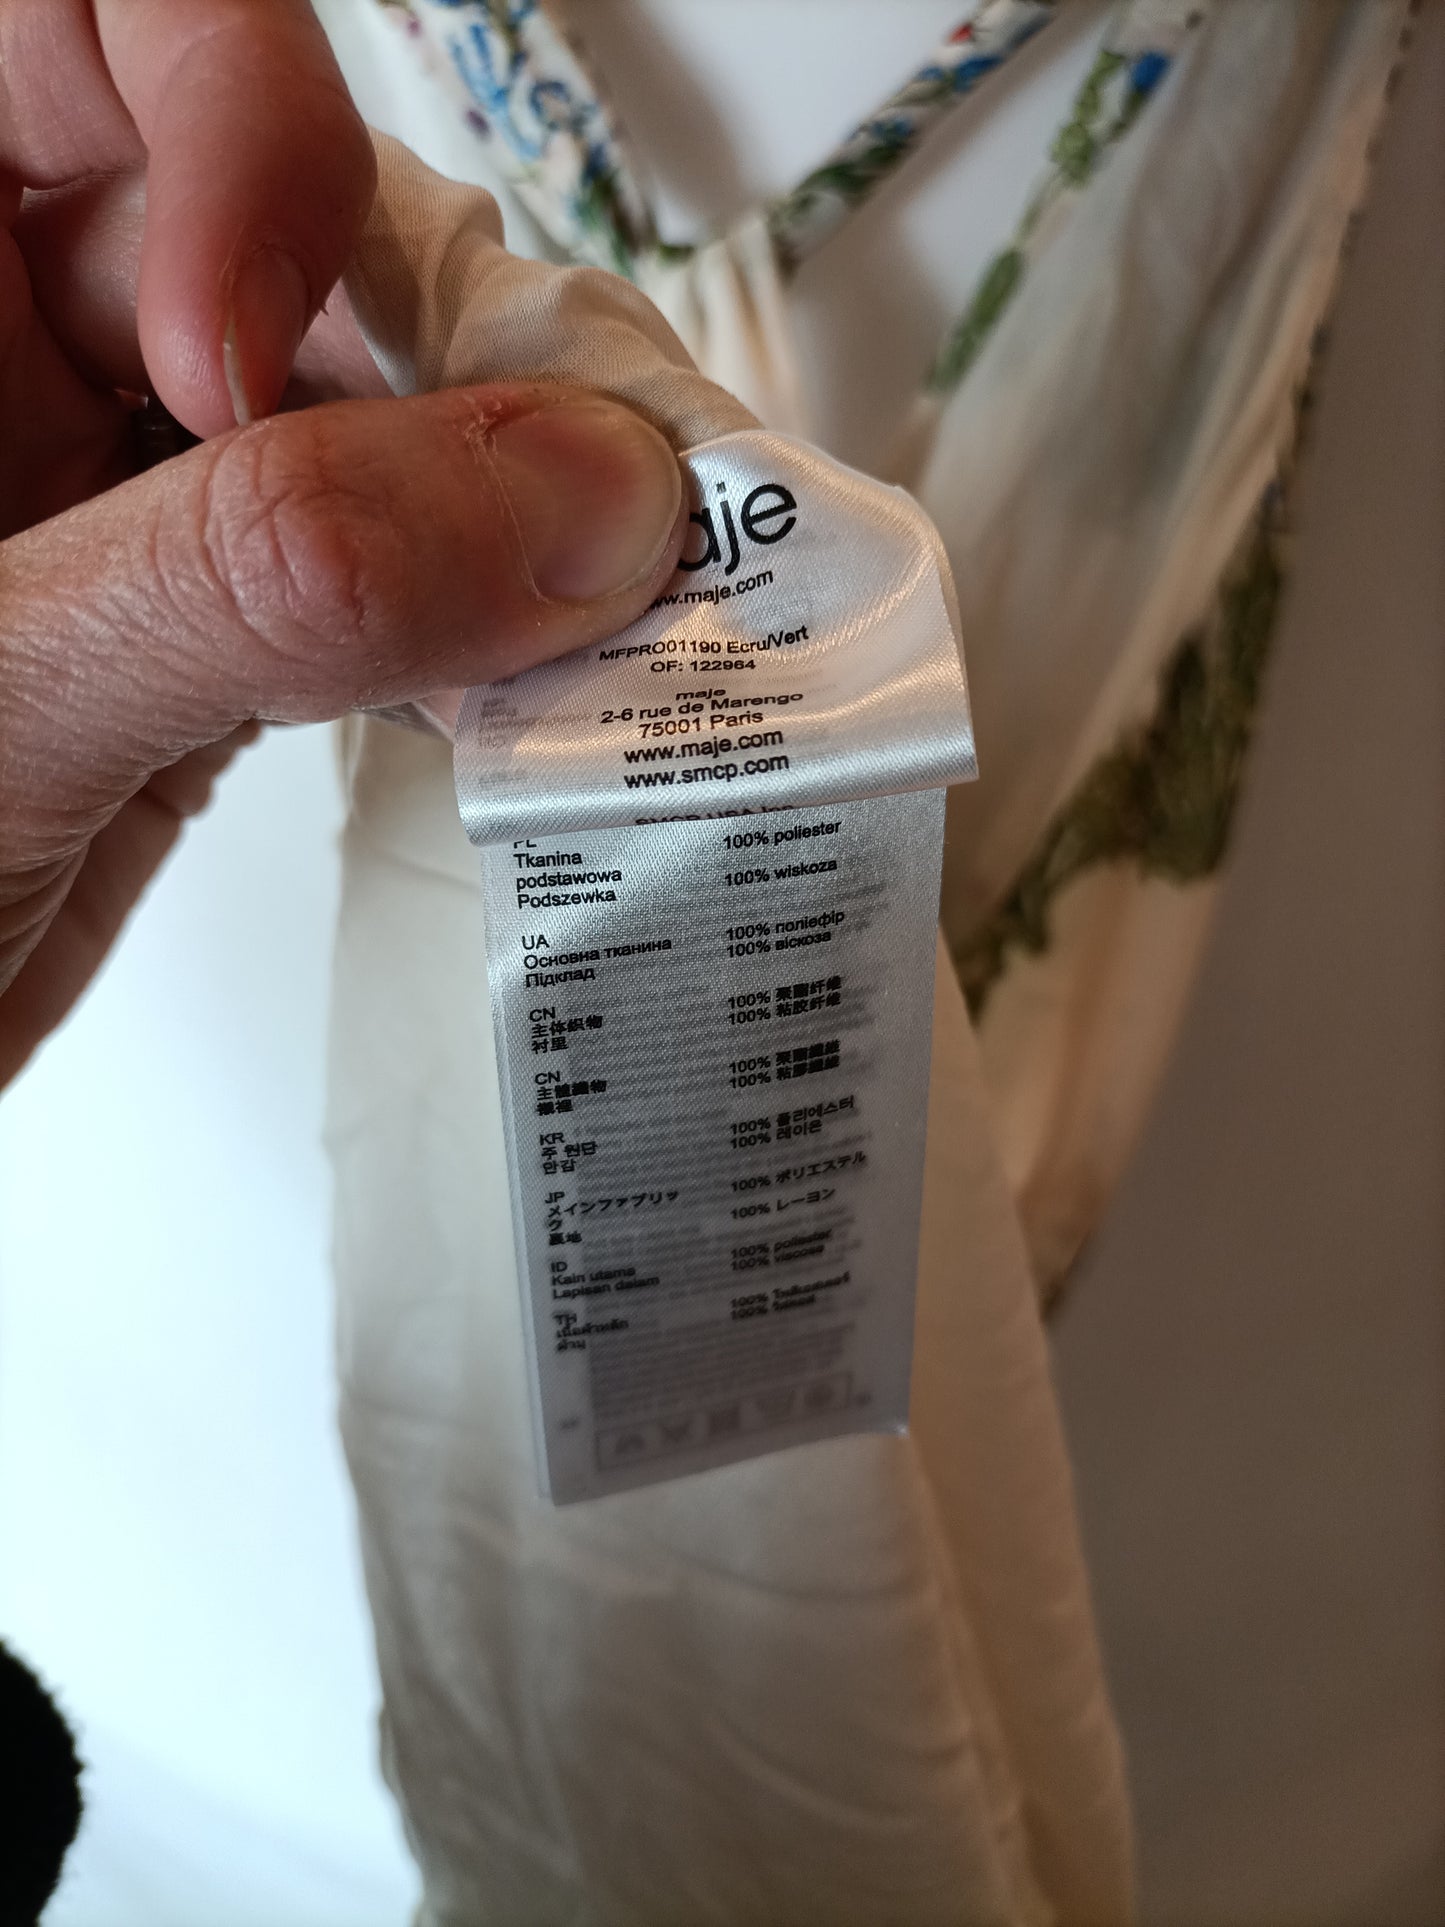 aje
ww.maje.com
MFPRO01190 Ecru/Vert
OF: 122964
maje
2-6 rue de Marengo
75001 Paris
www.maje.com
www.smcp.com
SMCP USA Inc
PL
Tkanina 100% poliester
podstawowa 100% wiskoza
Podszewka
UA
Основна тканина 100% поліефір
Підклад 100% віскоза
CN
主体织物 100% 聚酯纤维
衬里 100% 粘胶纤维
CN
主體織物 100% 聚酯纖維
襯裡 100% 粘膠纖維
KR
주 원단 100% 폴리에스터
안감 100% 레이온
JP
メインファブリッ 100% ポリエステル
ク 100% レーヨン
裏地
ID
Kain utama 100% poliester
Lapisan dalam 100% viscose
TH
100%
100%